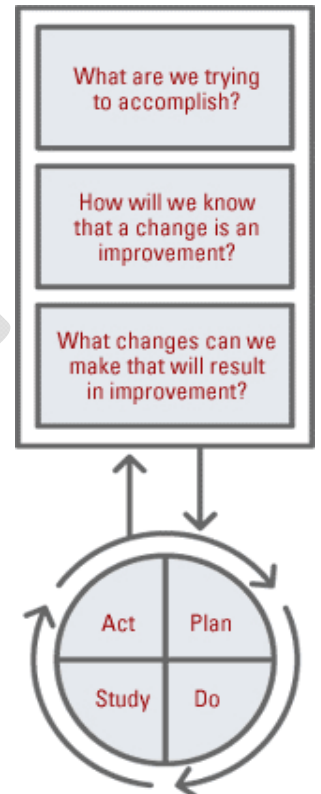 What are we trying
to accomplish?
How will we know
that a change is an
improvement?
What changes can we
make that will result
in improvement?
Act
Plan
Study
Do